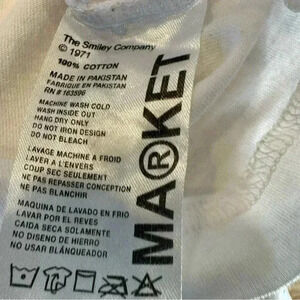 The Smiley Company
© 1971
100% COTTON
MADE IN PAKISTAN
FABRIQUE EN PAKISTAN
RN # 163596
MACHINE WASH COLD
WASH INSIDE OUT
HANG DRY ONLY
DO NOT IRON DESIGN
DO NOT BLEACH
LAVAGE MACHINE A FROID
LAVER A L'ENVERS
COUP SEC SEULEMENT
NE PAS REPASSER CONCEPTION
NE PAS BLANCHIR
MAQUINA DE LAVADO EN FRIO
LAVAR POR EL REVES
CAIDA SECA SOLAMENTE
NO DISENO DE HIERRO
NO USAR BLANQUEADOR
MA®KET